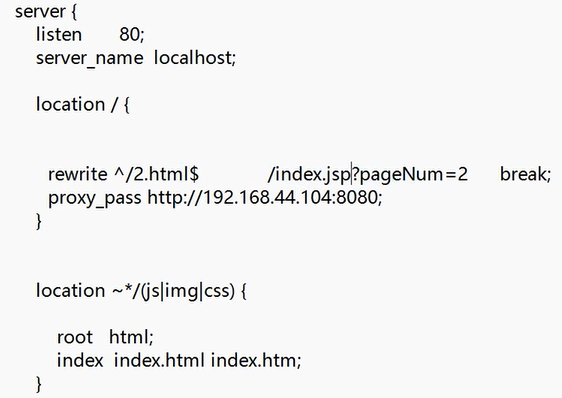 server {
listen 80;
server_name localhost;
location / {
rewrite ^/2.html$ /index.jsp?pageNum=2 break;
proxy_pass http://192.168.44.104:8080;
}
location ~*/(js|img|css) {
root html;
index index.html index.htm;
}